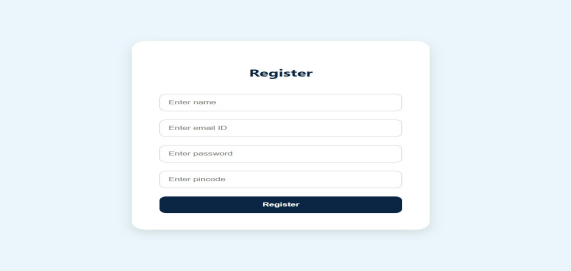 Register
Enter name
Enter email ID
Enter password
Enter pincode
Register